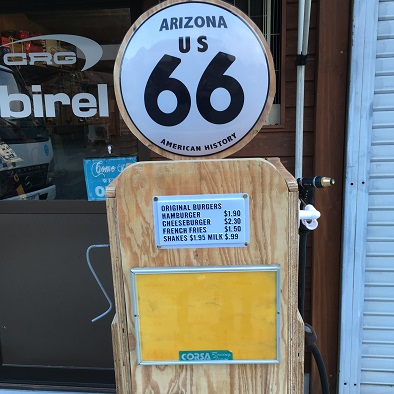 ARIZONA
US
66
AMERICAN HISTORY
CRG
birel
Come
ORIGINAL BURGERS
HAMBURGER $1.90
CHEESEBURGER $2.30
FRENCH FRIES $1.50
SHAKES $1.95 MILK $.99
CORSA